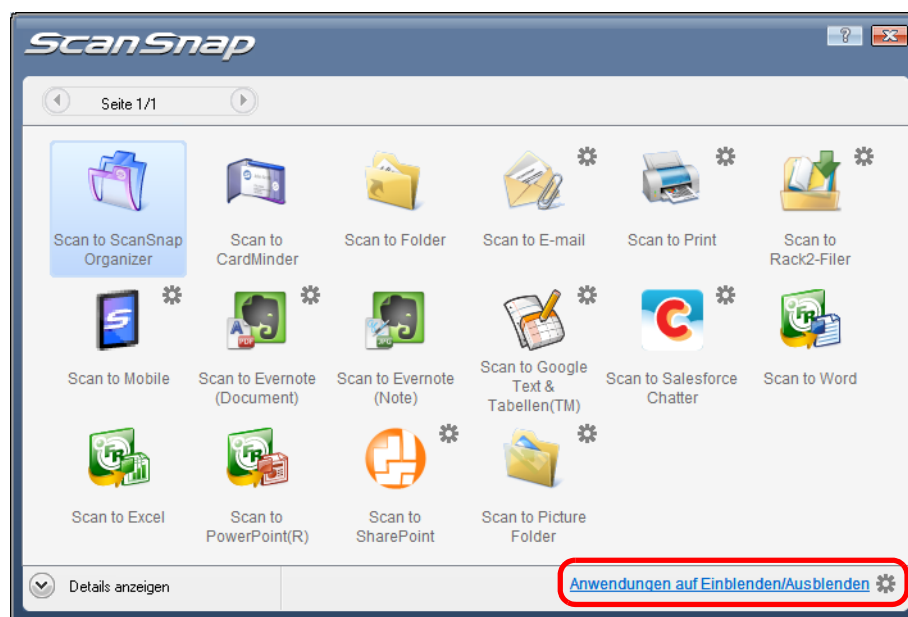 ScanSnap
Seite 1/1
Scan to ScanSnap
Organizer
Scan to
CardMinder
Scan to Folder
Scan to E-mail
Scan to Print
Scan to
Rack2-Filer
Scan to Mobile
Scan to Evernote
(Document)
Scan to Evernote
(Note)
Scan to Google
Text &
Tabellen(TM)
Scan to Salesforce
Chatter
Scan to Word
Scan to Excel
Scan to
PowerPoint(R)
Scan to
SharePoint
Scan to Picture
Folder
Details anzeigen
Anwendungen auf Einblenden/Ausblenden